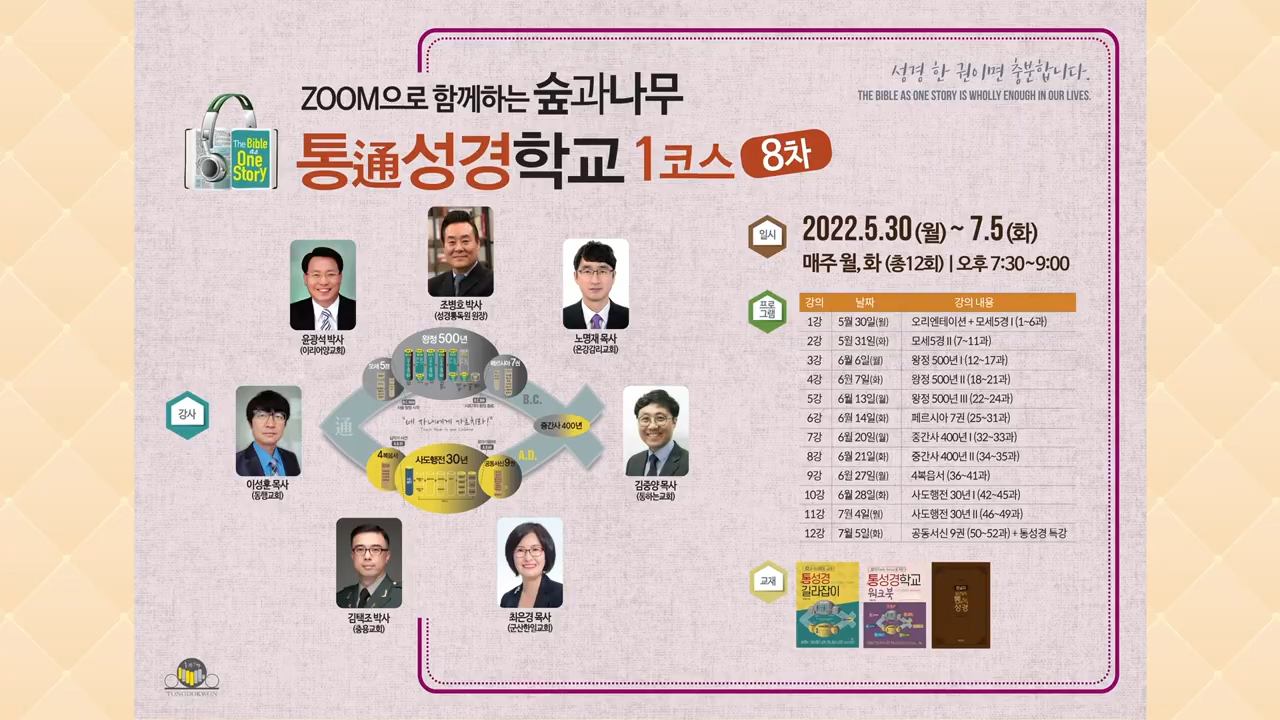 성경 한 권이면 충분합니다.
THE BIBLE AS ONE STORY IS WHOLLY ENOUGH IN OUR LIVES.
ZOOM으로 함께하는 숲과나무
통通성경학교 1코스 8차
The Bible
as
One
Story
강사
조병호 박사
(성경통독원 원장)
윤광석 박사
(이리어양교회)
노명재 목사
(온강감리교회)
이성훈 목사
(동행교회)
김중양 목사
(동하는교회)
김택조 박사
(충용교회)
최은경 목사
(군산한일교회)
왕정 500년
모세 5경
페르시아 7권
B.C.
通
"네 자녀에게 가르치라!"
중간사 400년
A.D.
4복음서
사도행전 30년
공동서신 9권
일시
2022.5.30(월) ~ 7.5(화)
매주 월, 화 (총12회) | 오후 7:30~9:00
프로그램
강의 날짜 강의 내용
1강 5월 30일(월) 오리엔테이션 + 모세5경 I (1~6과)
2강 5월 31일(화) 모세5경 II (7~11과)
3강 6월 6일(월) 왕정 500년 I (12~17과)
4강 6월 7일(화) 왕정 500년 II (18~21과)
5강 6월 13일(월) 왕정 500년 III (22~24과)
6강 6월 14일(화) 페르시아 7권 (25~31과)
7강 6월 20일(월) 중간사 400년 I (32~33과)
8강 6월 21일(화) 중간사 400년 II (34~35과)
9강 6월 27일(월) 4복음서 (36~41과)
10강 6월 28일(화) 사도행전 30년 I (42~45과)
11강 7월 4일(월) 사도행전 30년 II (46~49과)
12강 7월 5일(화) 공동서신 9권 (50~52과) + 통성경 특강
교재
통성경
길라잡이
통성경학교
워크북
성경
TONGDOKWON